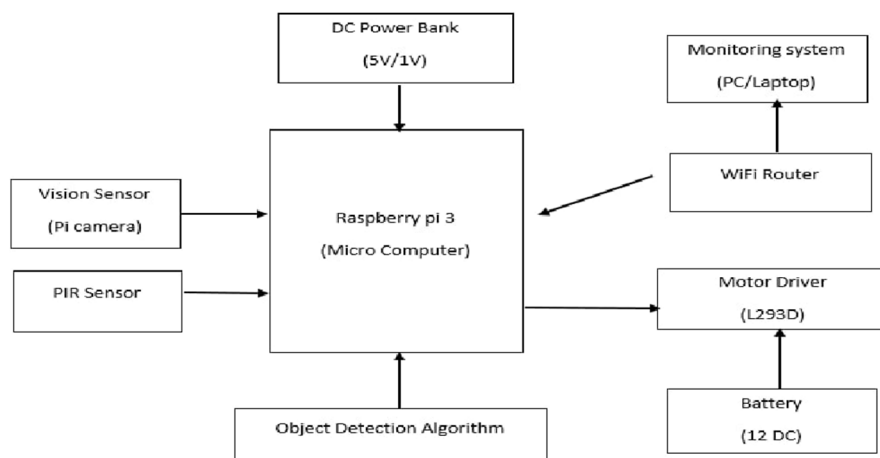 DC Power Bank
(5V/1V)
Monitoring system
(PC/Laptop)
WiFi Router
Vision Sensor
(Pi camera)
Raspberry pi 3
(Micro Computer)
PIR Sensor
Motor Driver
(L293D)
Object Detection Algorithm
Battery
(12 DC)